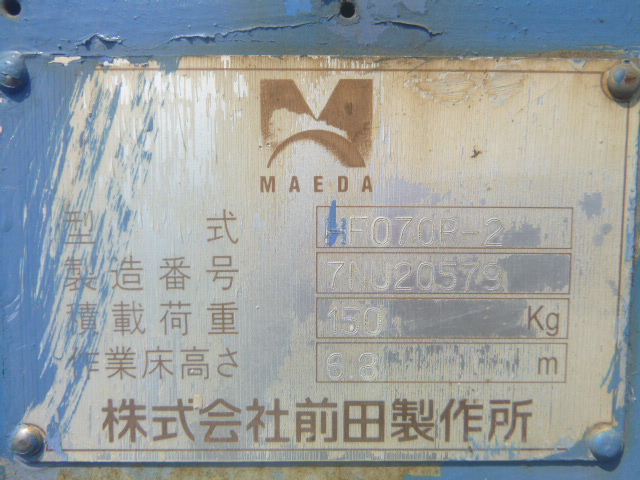 MAEDA
型式 HF070P-2
製造番号 7NJ20579
積載荷重 150 Kg
作業床高さ 6.8 m
株式会社前田製作所